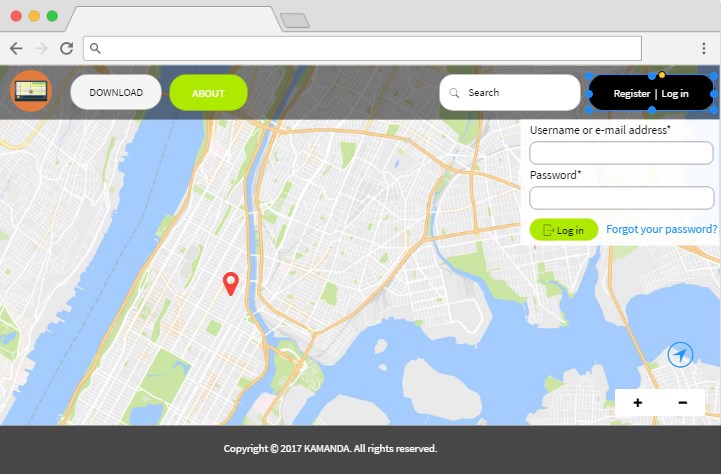 DOWNLOAD
ABOUT
Search
Register | Log in
Username or e-mail address*
Password*
Log in
Forgot your password?
+
-
Copyright © 2017 KAMANDA. All rights reserved.